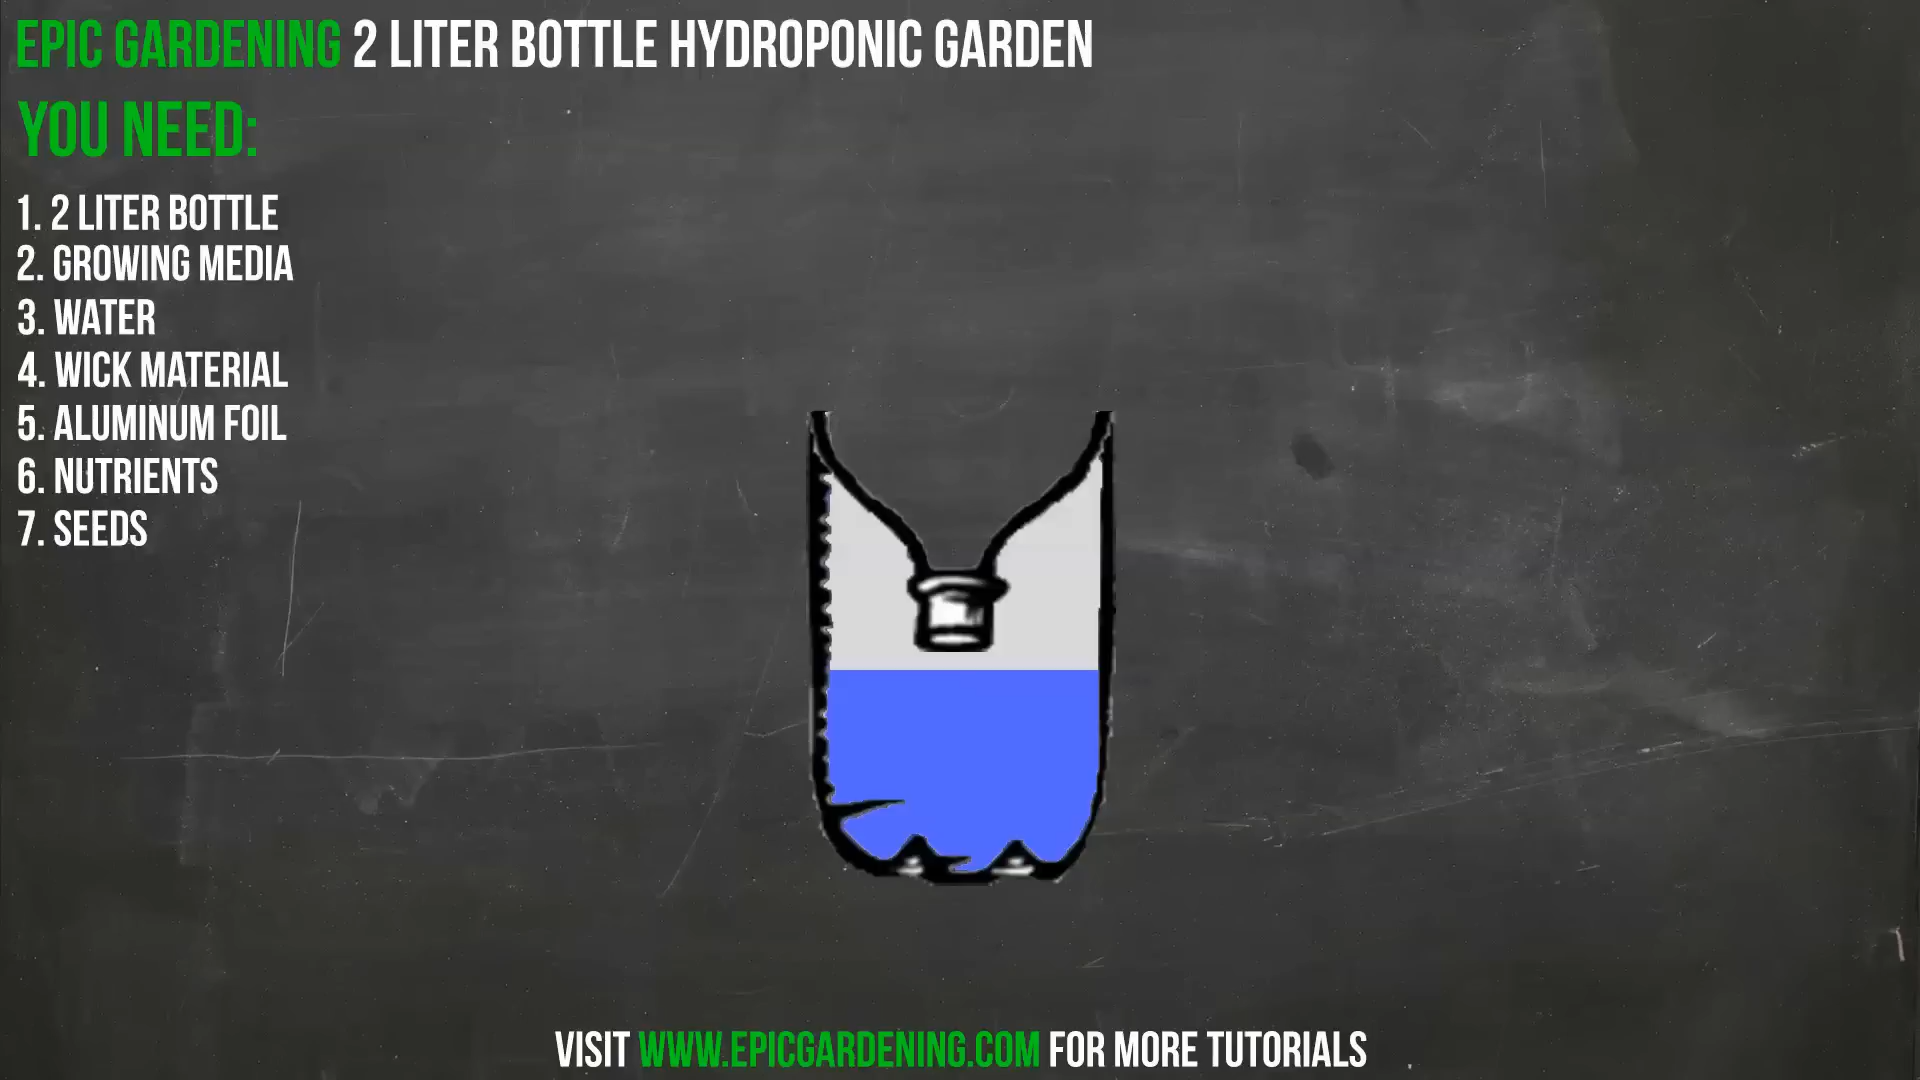 EPIC GARDENING 2 LITER BOTTLE HYDROPONIC GARDEN
YOU NEED:
1. 2 LITER BOTTLE
2. GROWING MEDIA
3. WATER
4. WICK MATERIAL
5. ALUMINUM FOIL
6. NUTRIENTS
7. SEEDS
VISIT WWW.EPICGARDENING.COM FOR MORE TUTORIALS